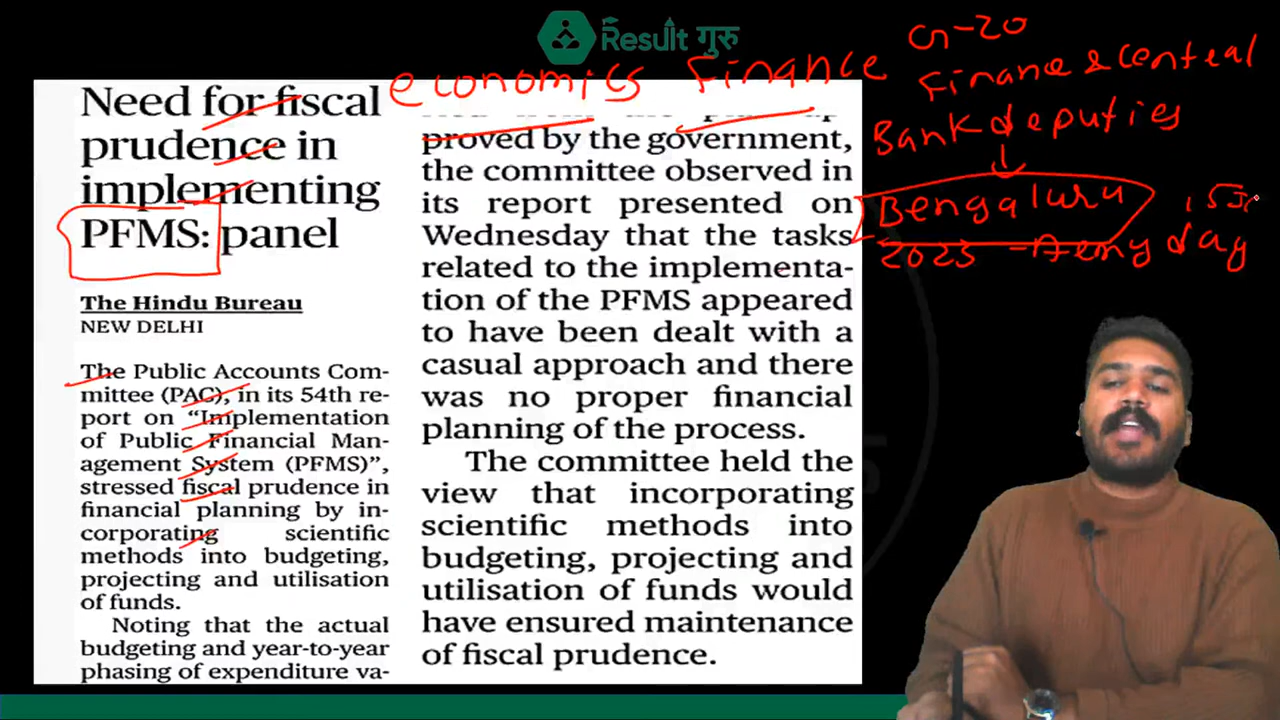 Result गुरु
economics Finance
G-20
Finance & Central
Bank deputies
Bengaluru
2023 - Army day
15 Ja
Need for fiscal
prudence in
implementing
PFMS: panel
The Hindu Bureau
NEW DELHI
The Public Accounts Com-
mittee (PAC), in its 54th re-
port on “Implementation
of Public Financial Man-
agement System (PFMS)”,
stressed fiscal prudence in
financial planning by in-
corporating scientific
methods into budgeting,
projecting and utilisation
of funds.
Noting that the actual
budgeting and year-to-year
phasing of expenditure va-
proved by the government,
the committee observed in
its report presented on
Wednesday that the tasks
related to the implementa-
tion of the PFMS appeared
to have been dealt with a
casual approach and there
was no proper financial
planning of the process.
The committee held the
view that incorporating
scientific methods into
budgeting, projecting and
utilisation of funds would
have ensured maintenance
of fiscal prudence.